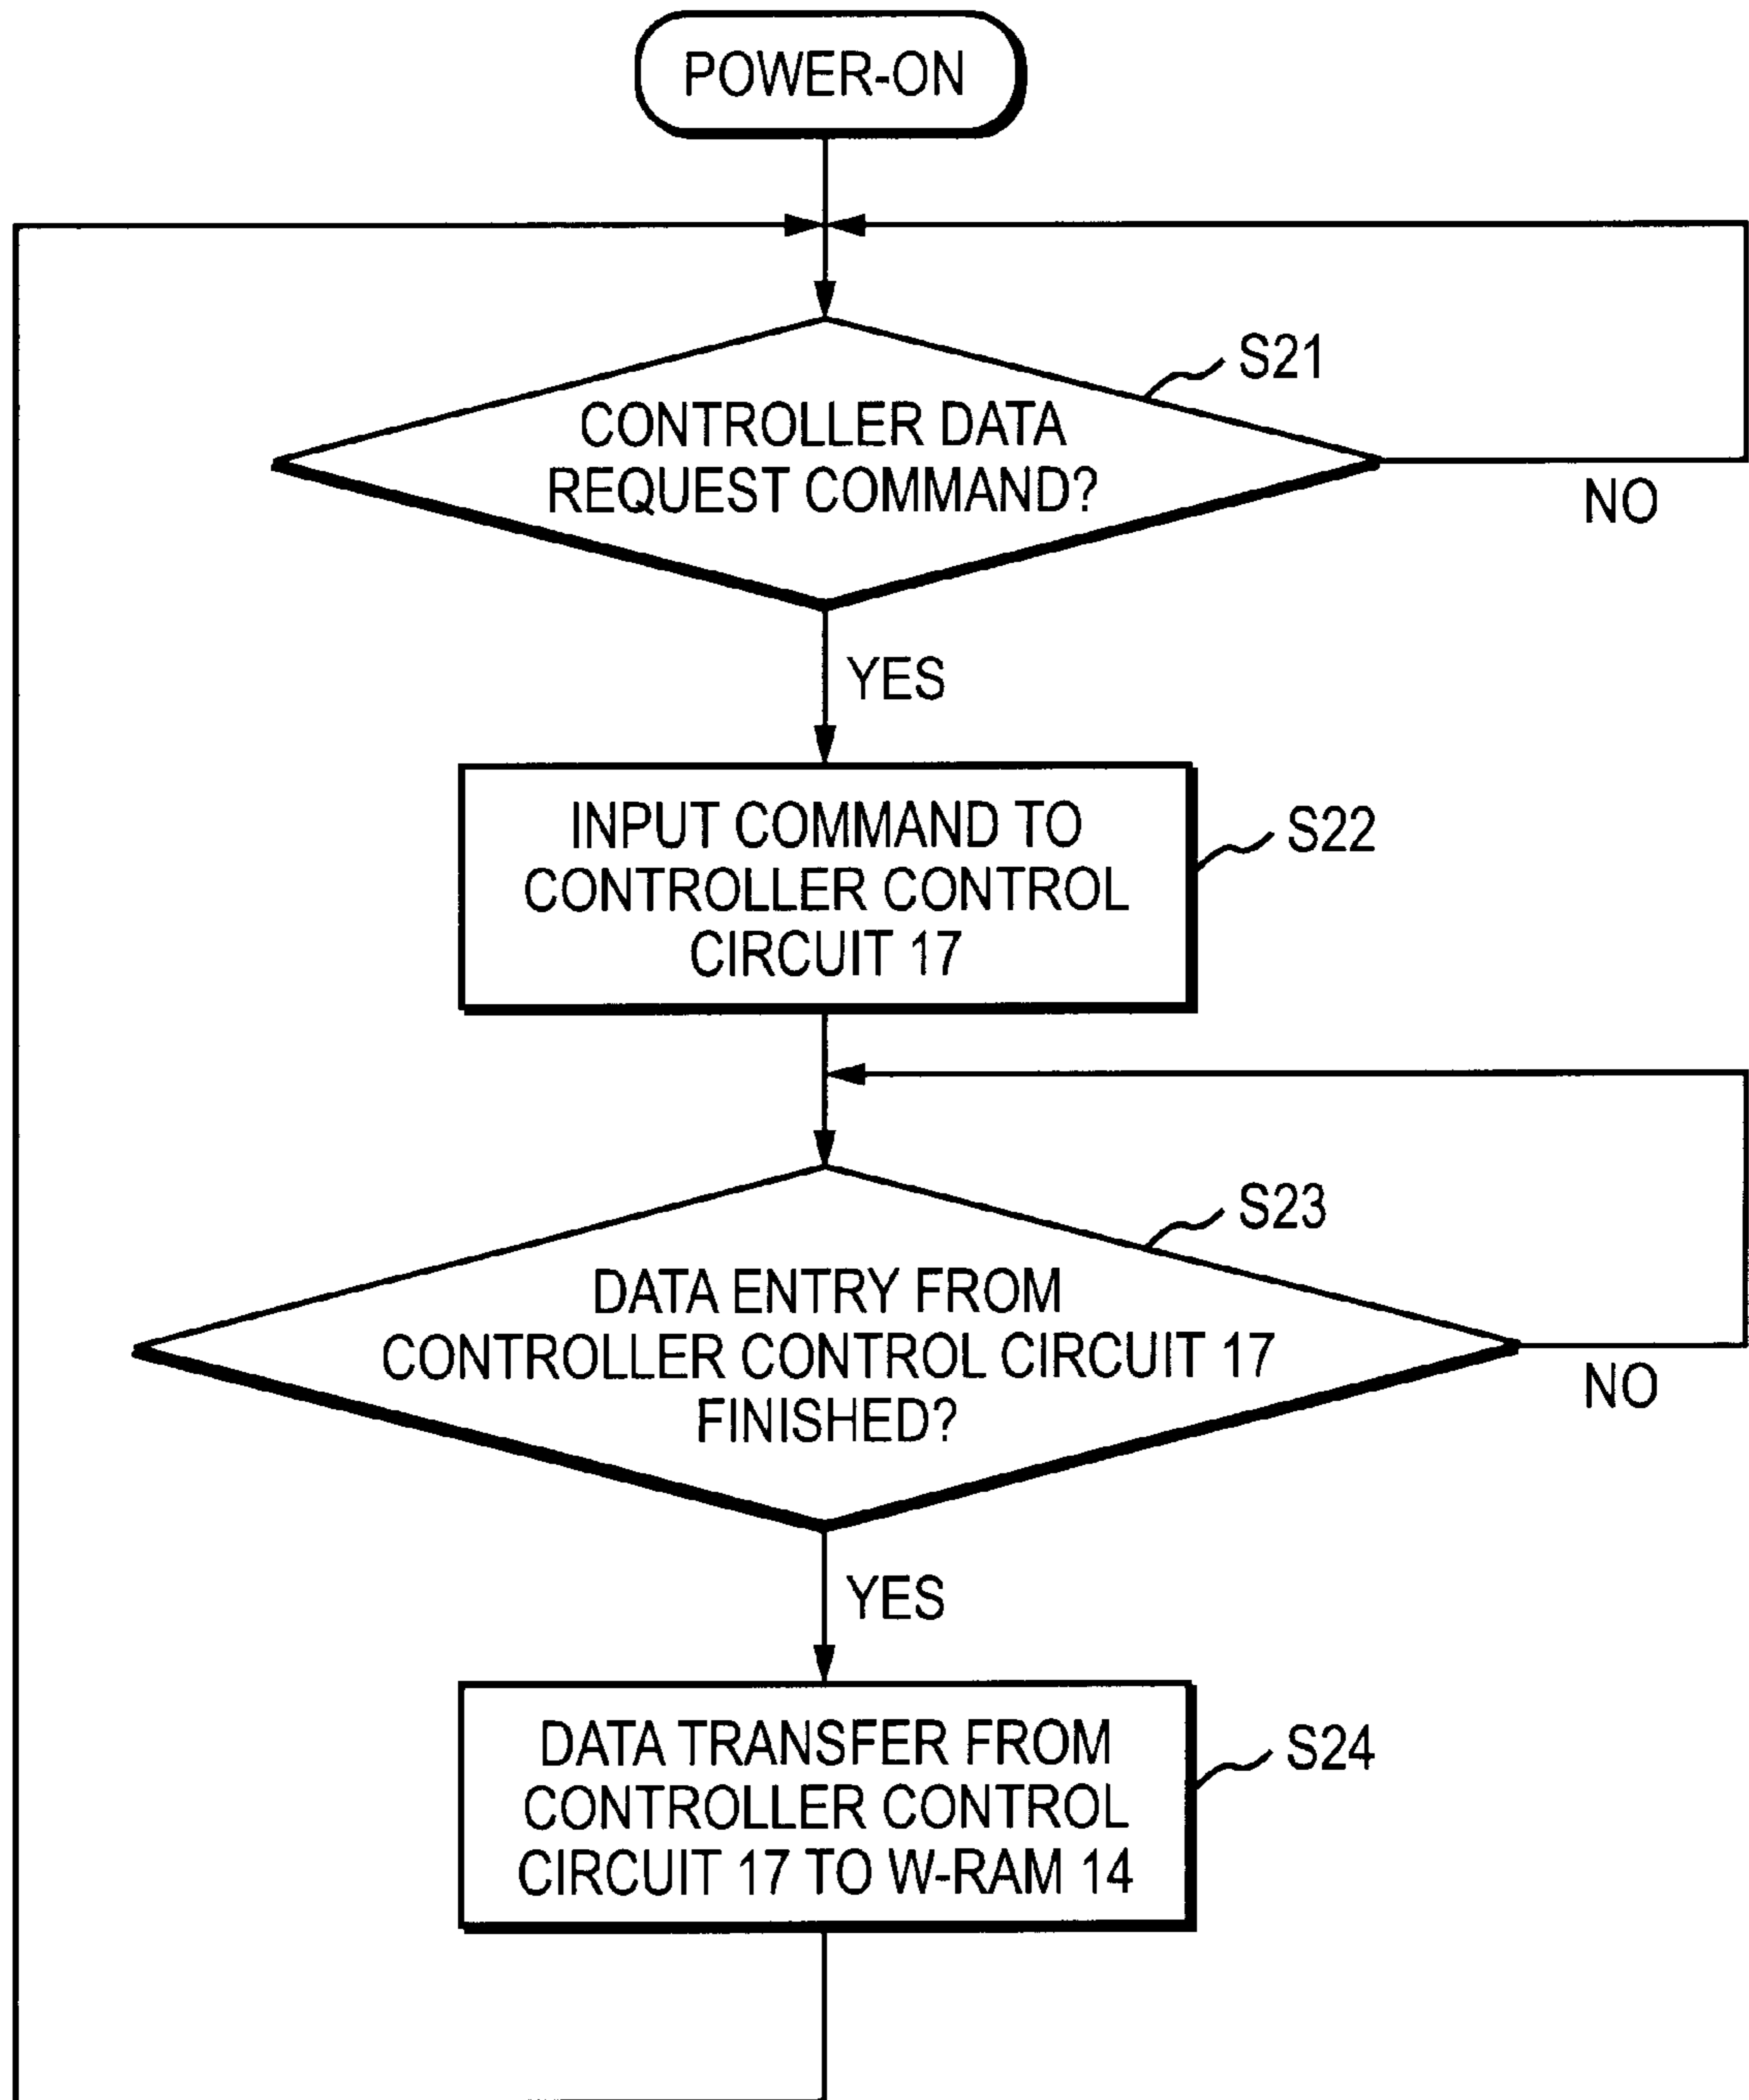 POWER-ON
S21
CONTROLLER DATA
REQUEST COMMAND?
NO
YES
INPUT COMMAND TO
CONTROLLER CONTROL
CIRCUIT 17
S22
S23
DATA ENTRY FROM
CONTROLLER CONTROL CIRCUIT 17
FINISHED?
NO
YES
DATA TRANSFER FROM
CONTROLLER CONTROL
CIRCUIT 17 TO W-RAM 14
S24